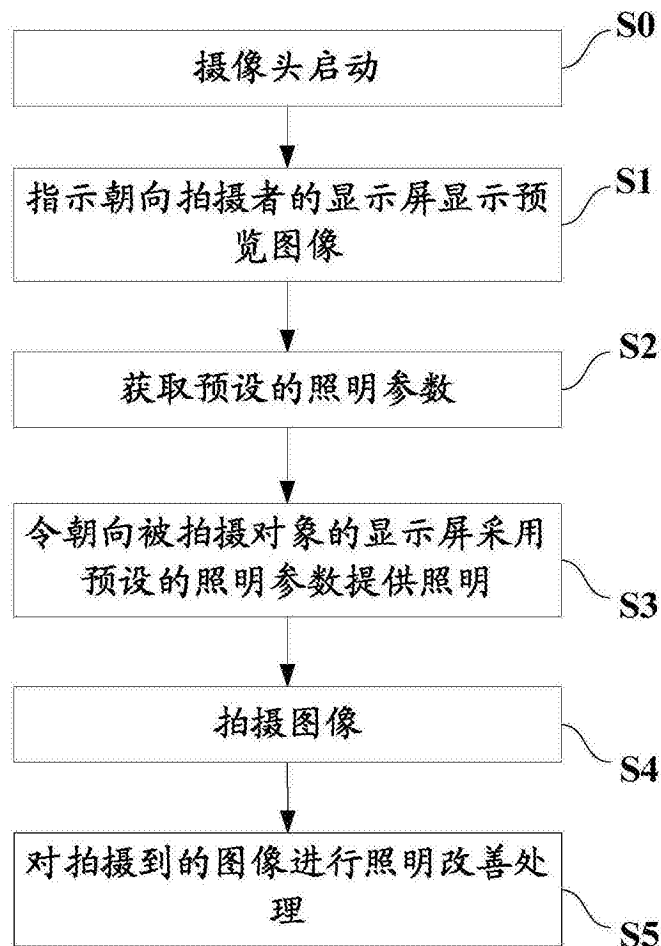 S0
摄像头启动
S1
指示朝向拍摄者的显示屏显示预
览图像
S2
获取预设的照明参数
令朝向被拍摄对象的显示屏采用
预设的照明参数提供照明
S3
拍摄图像
S4
对拍摄到的图像进行照明改善处
理
S5